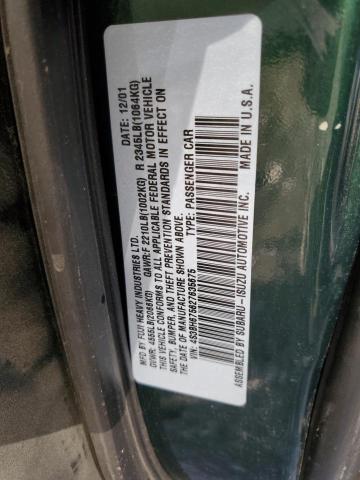 MFD. BY FUJI HEAVY INDUSTRIES LTD. DATE: 12/01
GVWR: 4555LB(2066KG)
GAWR:F 2210LB(1002KG) R 2345LB(1064KG)
THIS VEHICLE CONFORMS TO ALL APPLICABLE FEDERAL MOTOR VEHICLE
SAFETY, BUMPER, AND THEFT PREVENTION STANDARDS IN EFFECT ON
THE DATE OF MANUFACTURE SHOWN ABOVE.
VIN: 4S3BH675627635675 TYPE: PASSENGER CAR
ASSEMBLED BY SUBARU-ISUZU AUTOMOTIVE INC. MADE IN U.S.A.